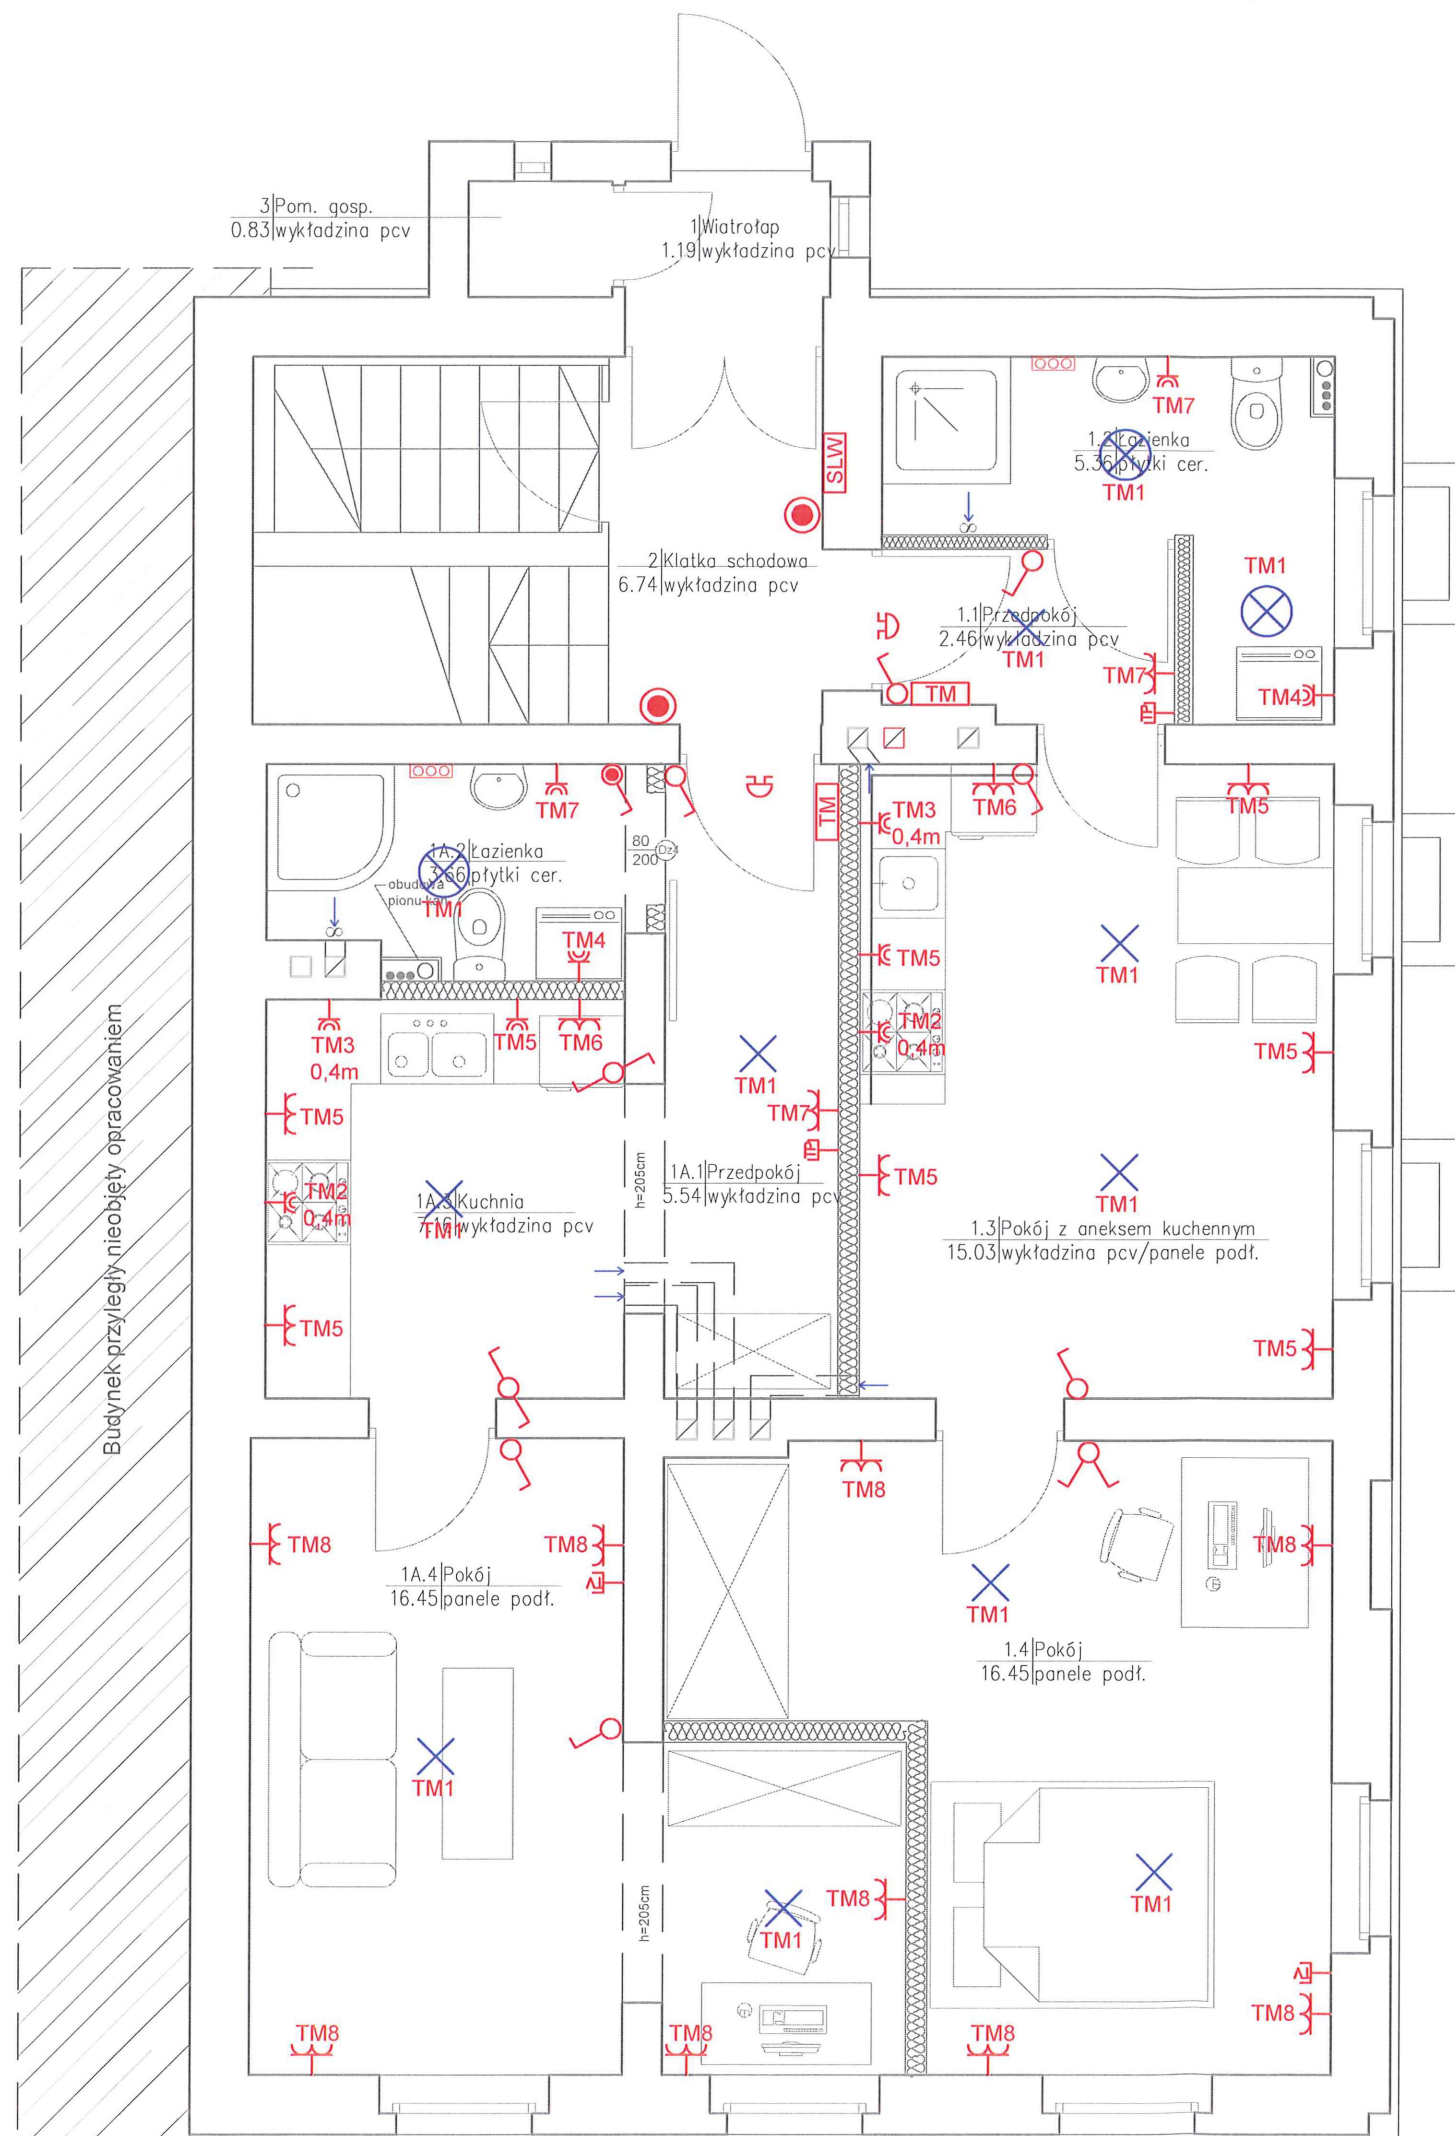 3 Pom. gosp.
0.83 wykładzina pcv
1 Wiatrołap
1.19 wykładzina pcv
TM7
SLW
1.2 Łazienka
5.36 płytki cer.
TM1
2 Klatka schodowa
6.74 wykładzina pcv
TM1
1.1 Przedpokój
2.46 wykładzina pcv
TM1
TM7
TM
TM4
TP
TM7
TM
TM3
0,4m
TM6
TM5
80
200
Dz4
1A.2 Łazienka
3.66 płytki cer.
obudowa
pionu kan.
TM1
TM4
TM5
TM1
TM3
0,4m
TM5
TM6
TM2
0,4m
TM5
TM1
TM5
TM7
TP
TM5
TM1
Budynek przyległy nieobjęty opracowaniem
h=205cm
1A.1 Przedpokój
5.54 wykładzina pcv
TM2
0,4m
1A.3 Kuchnia
7.16 wykładzina pcv
TM1
1.3 Pokój z aneksem kuchennym
15.03 wykładzina pcv/panele podł.
TM5
TM5
TM8
TM8
TM8
TM8
1A.4 Pokój
16.45 panele podł.
TM1
1.4 Pokój
16.45 panele podł.
TM1
TM8
TM1
TM1
h=205cm
TM8
TM8
TM8
TM8